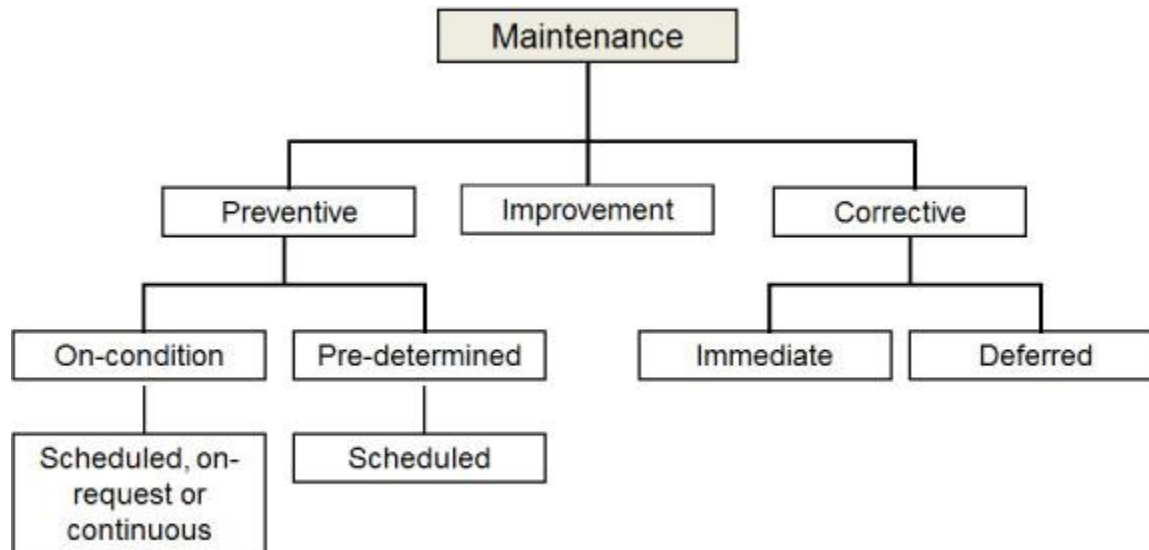 Maintenance
Preventive
Improvement
Corrective
On-condition
Pre-determined
Immediate
Deferred
Scheduled, on-
request or
continuous
Scheduled